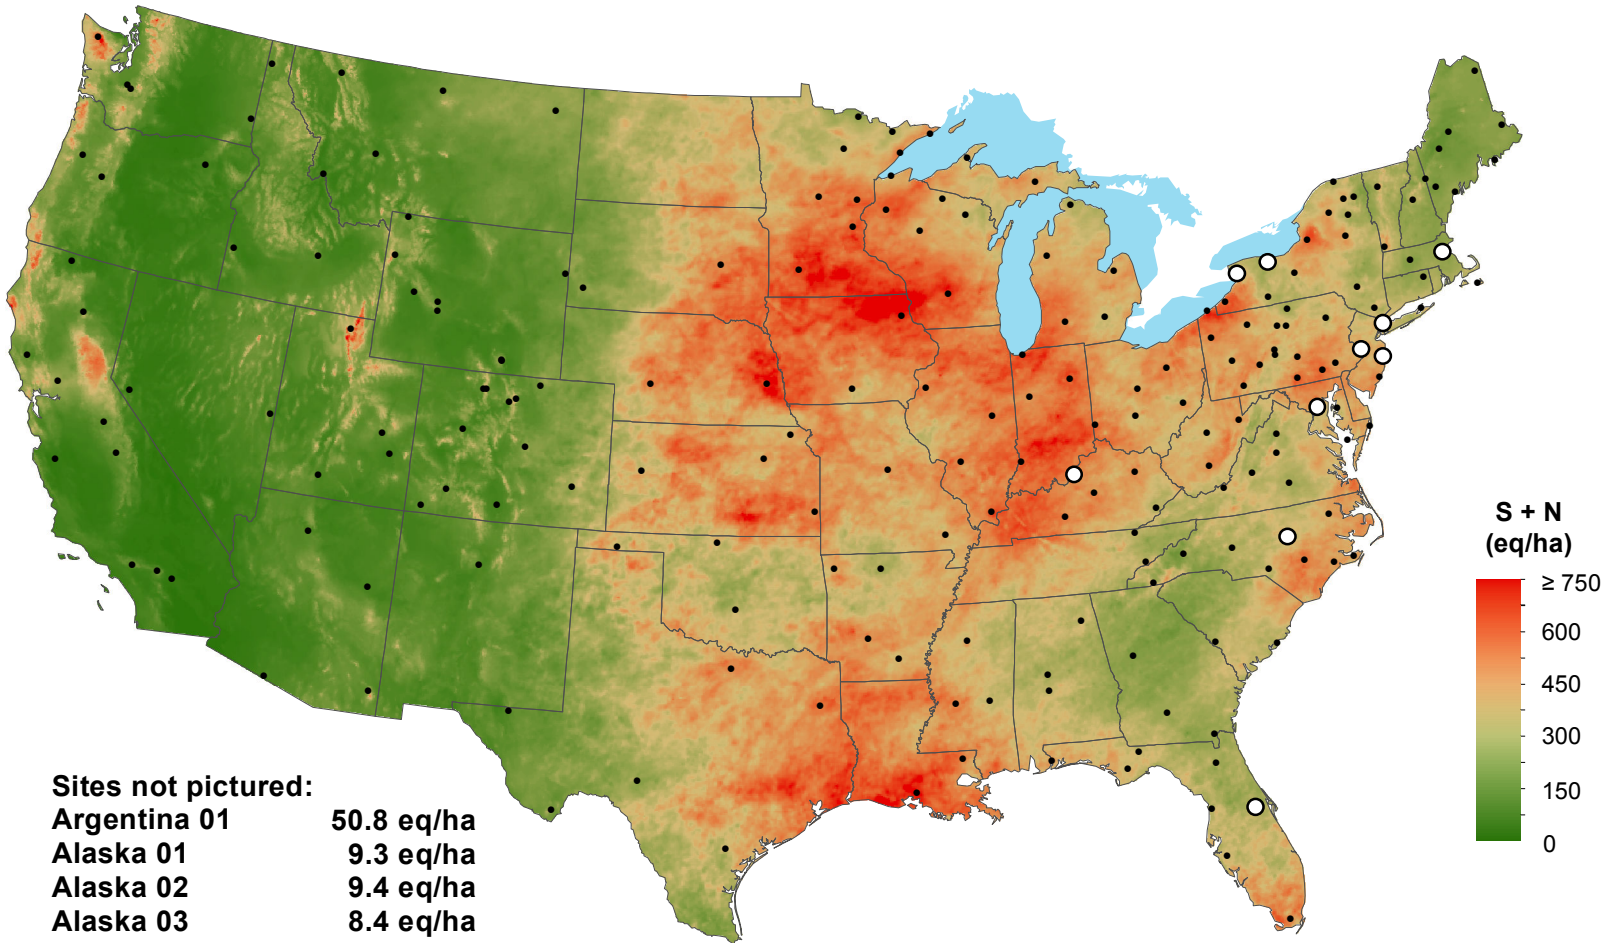 S + N
(eq/ha)
≥ 750
600
450
300
150
0
Sites not pictured:
Argentina 01 50.8 eq/ha
Alaska 01 9.3 eq/ha
Alaska 02 9.4 eq/ha
Alaska 03 8.4 eq/ha